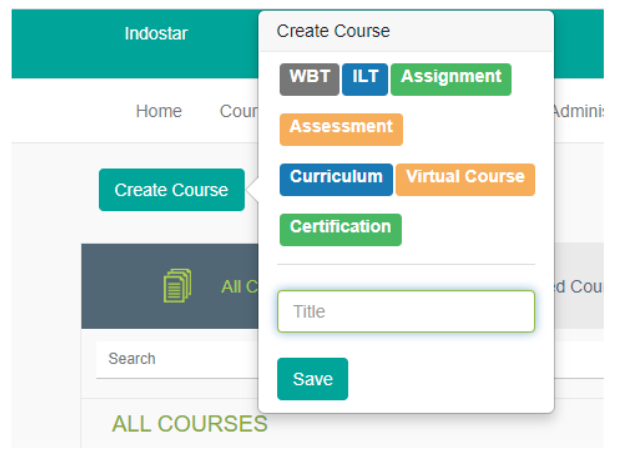 Indostar
Create Course
WBT ILT Assignment
Home Cour
Adminis
Assessment
Create Course
Curriculum Virtual Course
Certification
All C
ed Cou
Title
Search
Save
ALL COURSES